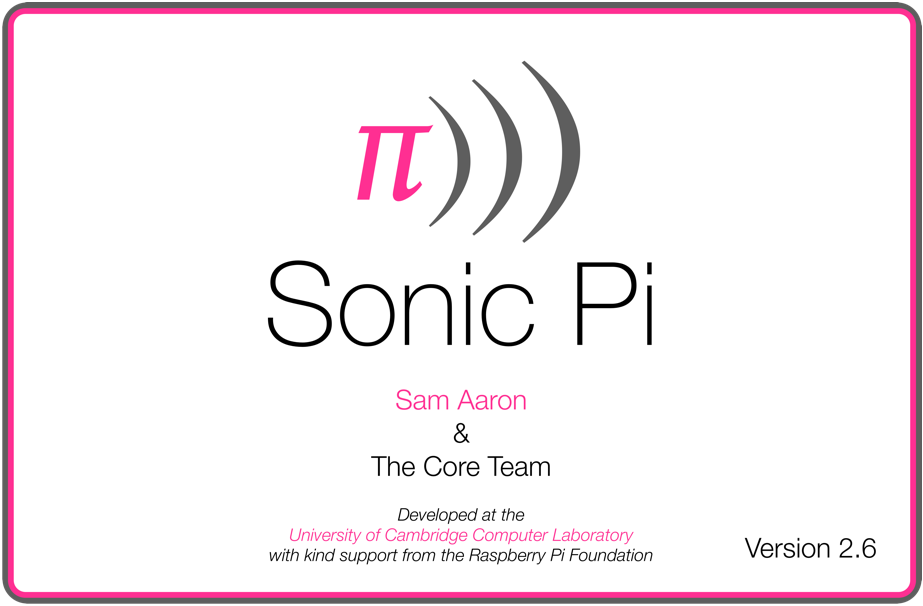 π
Sonic Pi
Sam Aaron
&
The Core Team
Developed at the
University of Cambridge Computer Laboratory
with kind support from the Raspberry Pi Foundation
Version 2.6